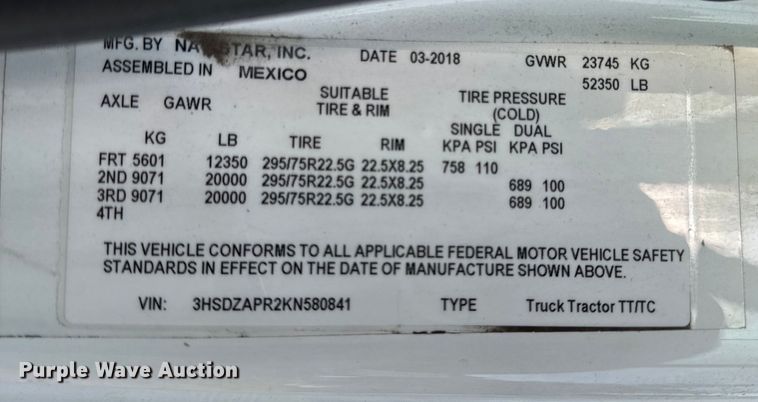 MFG. BY NAVISTAR, INC. DATE 03-2018 GVWR 23745 KG
ASSEMBLED IN MEXICO 52350 LB
AXLE GAWR SUITABLE TIRE & RIM TIRE PRESSURE (COLD)
SINGLE DUAL
KG LB TIRE RIM KPA PSI KPA PSI
FRT 5601 12350 295/75R22.5G 22.5X8.25 758 110
2ND 9071 20000 295/75R22.5G 22.5X8.25 689 100
3RD 9071 20000 295/75R22.5G 22.5X8.25 689 100
4TH
THIS VEHICLE CONFORMS TO ALL APPLICABLE FEDERAL MOTOR VEHICLE SAFETY
STANDARDS IN EFFECT ON THE DATE OF MANUFACTURE SHOWN ABOVE.
VIN: 3HSDZAPR2KN580841 TYPE Truck Tractor TT/TC
Purple Wave Auction